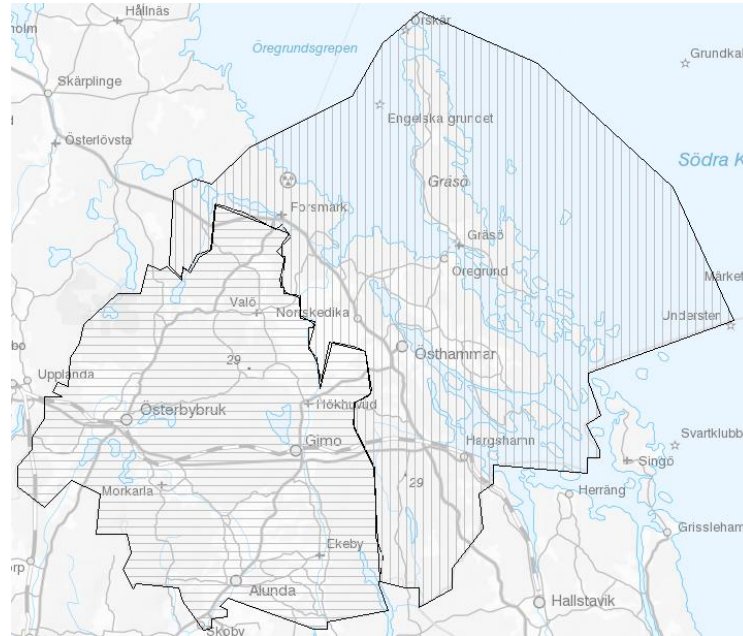 Hållnäs
Örskär
Öregrundsgrepen
Grundkal
Skärplinge
Engelska grundet
Österlövsta
Södra K
Gräsö
Forsmark
Gräsö
Öregrund
Märket
Valö
Norrskedika
Understen
29
Östhammar
Upplanda
Hökhuvud
Österbybruk
Svartklubb
Gimo
Hargshamn
Singö
29
Morkarla
Herräng
Grissleham
Ekeby
Alunda
Hallstavik
Skoby